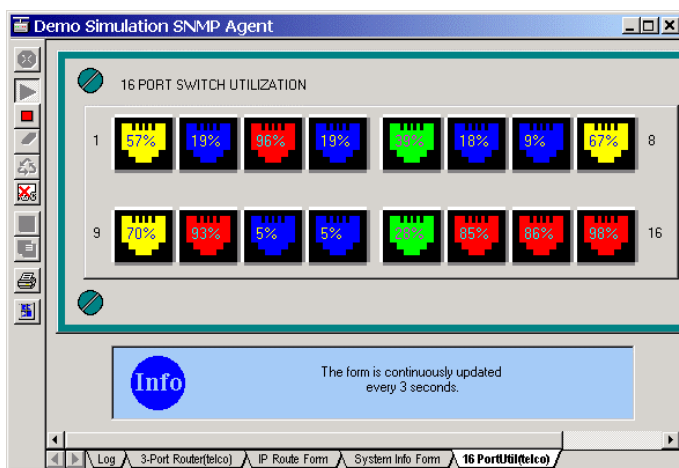 Demo Simulation SNMP Agent
16 PORT SWITCH UTILIZATION
1 57% 19% 96% 19% 39% 18% 9% 67% 8
9 70% 93% 5% 5% 28% 85% 86% 98% 16
Info
The form is continuously updated
every 3 seconds.
Log 3-Port Router(telco) IP Route Form System Info Form 16 PortUtil(telco)